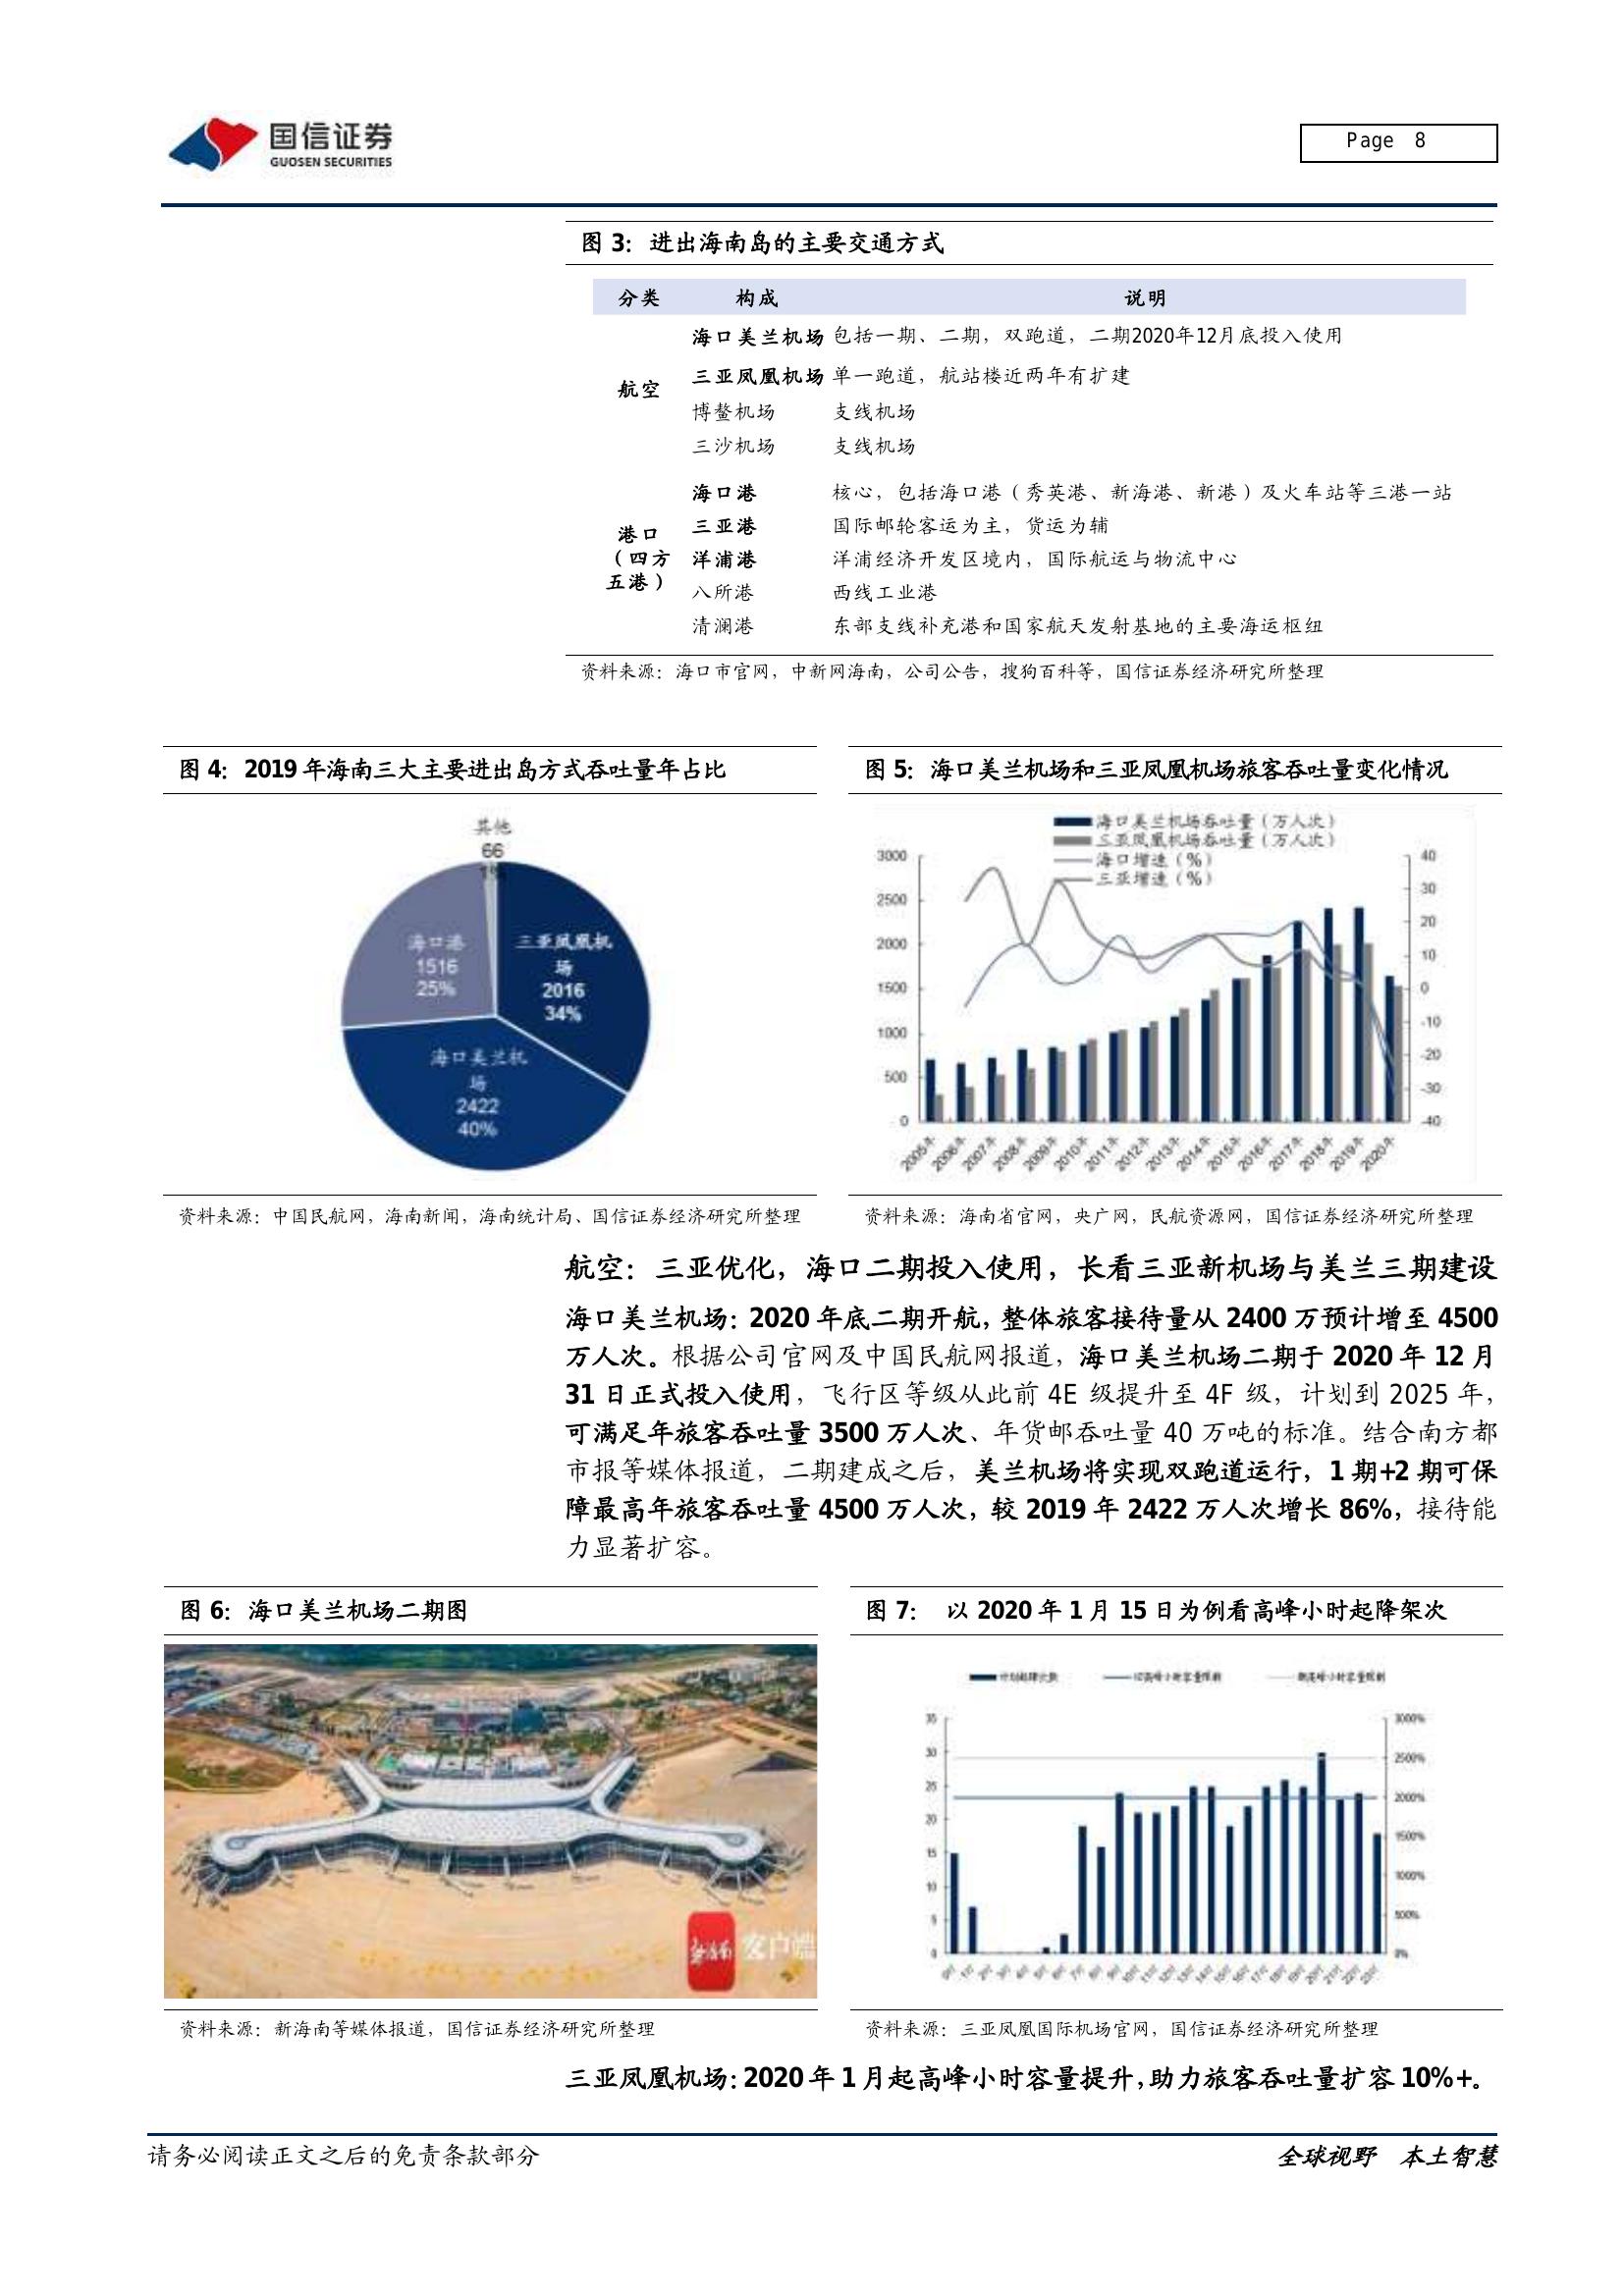 国信证券
GUOSEN SECURITIES
Page 8
图 3：进出海南岛的主要交通方式
分类 构成 说明
航空
海口美兰机场 包括一期、二期，双跑道，二期2020年12月底投入使用
三亚凤凰机场 单一跑道，航站楼近两年有扩建
博鳌机场 支线机场
三沙机场 支线机场
港口
（四方
五港）
海口港 核心，包括海口港（秀英港、新海港、新港）及火车站等三港一站
三亚港 国际邮轮客运为主，货运为辅
洋浦港 洋浦经济开发区境内，国际航运与物流中心
八所港 西线工业港
清澜港 东部支线补充港和国家航天发射基地的主要海运枢纽
资料来源：海口市官网，中新网海南，公司公告，搜狗百科等，国信证券经济研究所整理
图 4：2019 年海南三大主要进出岛方式吞吐量年占比
其他
66
1%
三亚凤凰机
场
2016
34%
海口港
1516
25%
海口美兰机
场
2422
40%
资料来源：中国民航网，海南新闻，海南统计局、国信证券经济研究所整理
图 5：海口美兰机场和三亚凤凰机场旅客吞吐量变化情况
海口美兰机场吞吐量（万人次）
三亚凤凰机场吞吐量（万人次）
海口增速（%）
三亚增速（%）
3000
2500
2000
1500
1000
500
0
40
30
20
10
0
-10
-20
-30
-40
2005年 2006年 2007年 2008年 2009年 2010年 2011年 2012年 2013年 2014年 2015年 2016年 2017年 2018年 2019年 2020年
资料来源：海南省官网，央广网，民航资源网，国信证券经济研究所整理
航空：三亚优化，海口二期投入使用，长看三亚新机场与美兰三期建设
海口美兰机场：2020 年底二期开航，整体旅客接待量从 2400 万预计增至 4500
万人次。根据公司官网及中国民航网报道，海口美兰机场二期于 2020 年 12 月
31 日正式投入使用，飞行区等级从此前 4E 级提升至 4F 级，计划到 2025 年，
可满足年旅客吞吐量 3500 万人次、年货邮吞吐量 40 万吨的标准。结合南方都
市报等媒体报道，二期建成之后，美兰机场将实现双跑道运行，1 期+2 期可保
障最高年旅客吞吐量 4500 万人次，较 2019 年 2422 万人次增长 86%，接待能
力显著扩容。
图 6：海口美兰机场二期图
新海南 客户端
资料来源：新海南等媒体报道，国信证券经济研究所整理
图 7： 以 2020 年 1 月 15 日为例看高峰小时起降架次
35
30
25
20
15
10
5
0
3000%
2500%
2000%
1500%
1000%
500%
0%
资料来源：三亚凤凰国际机场官网，国信证券经济研究所整理
三亚凤凰机场：2020 年 1 月起高峰小时容量提升，助力旅客吞吐量扩容 10%+。
请务必阅读正文之后的免责条款部分
全球视野 本土智慧